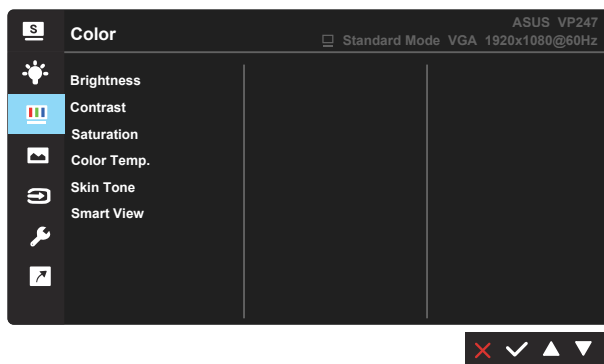 S
Color
ASUS VP247
Standard Mode VGA 1920x1080@60Hz
Brightness
Contrast
Saturation
Color Temp.
Skin Tone
Smart View